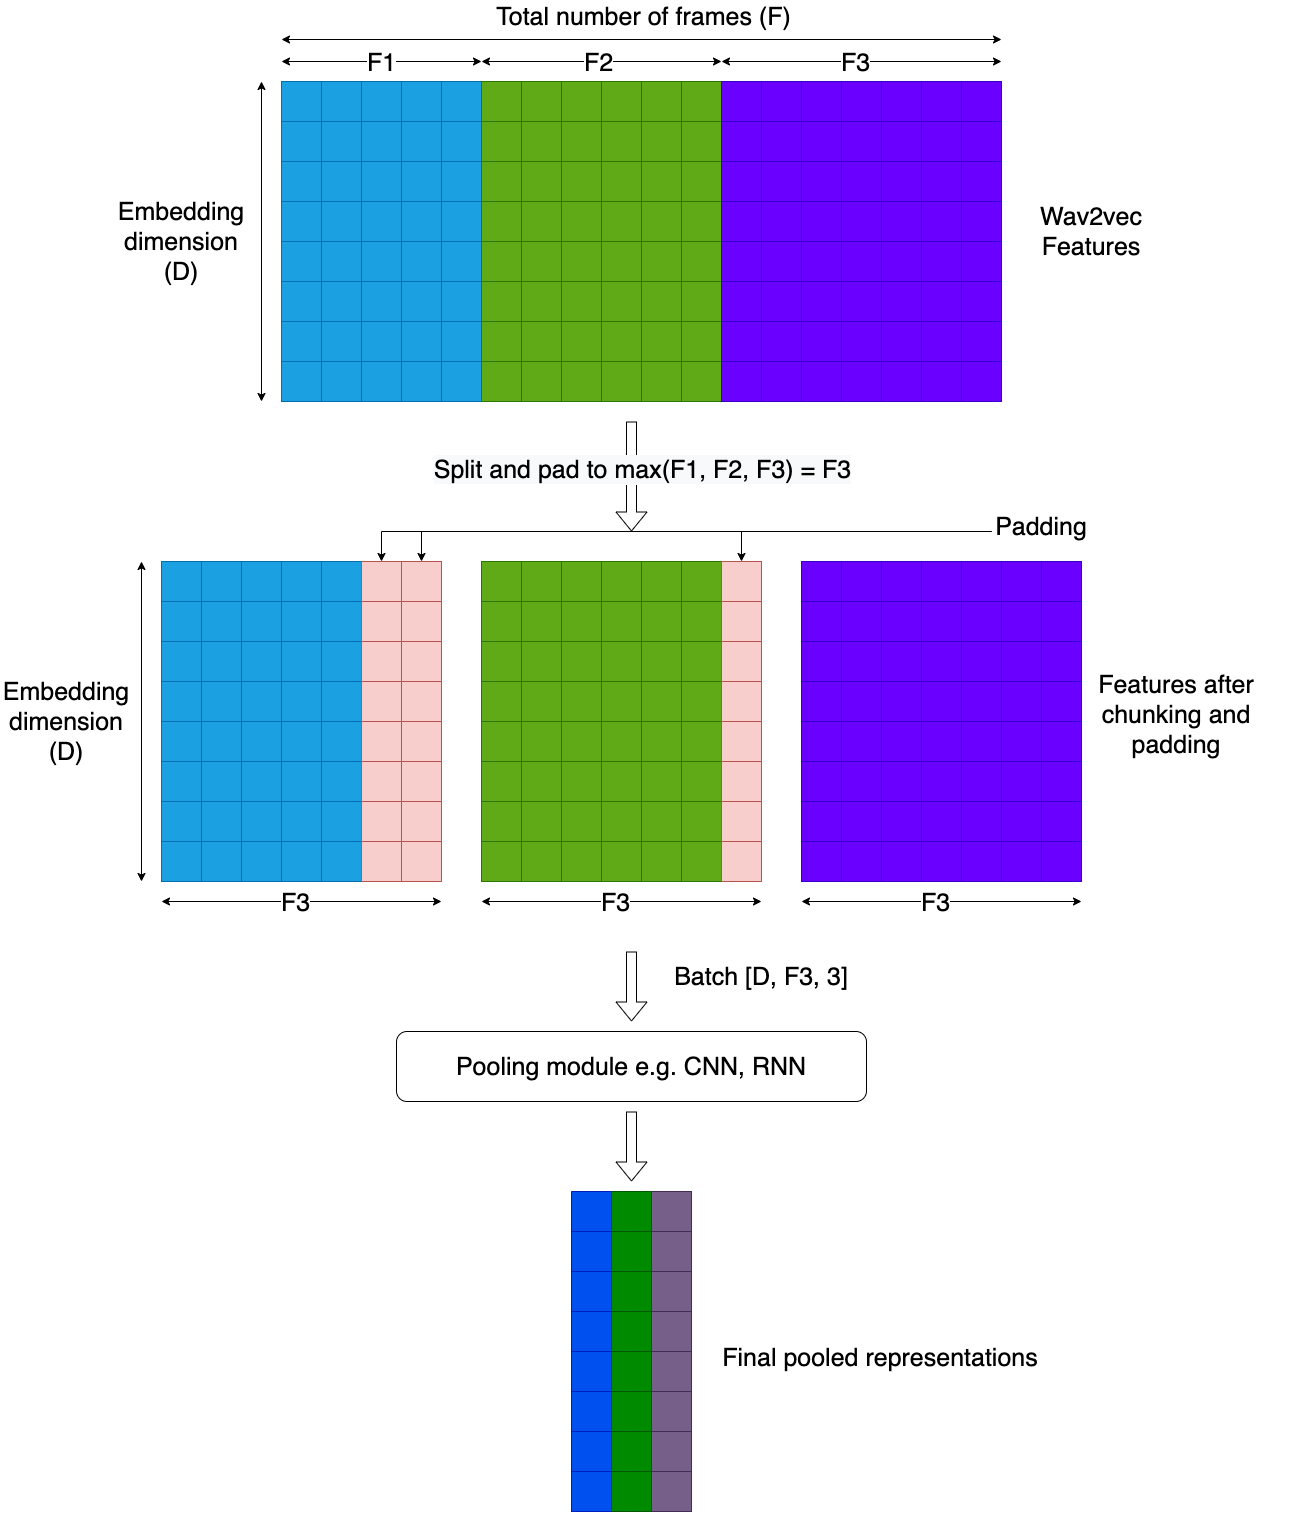 Total number of frames (F)
F1
F2
F3
Embedding
dimension
(D)
Wav2vec
Features
Split and pad to max(F1, F2, F3) = F3
Padding
Embedding
dimension
(D)
Features after
chunking and
padding
F3
F3
F3
Batch [D, F3, 3]
Pooling module e.g. CNN, RNN
Final pooled representations